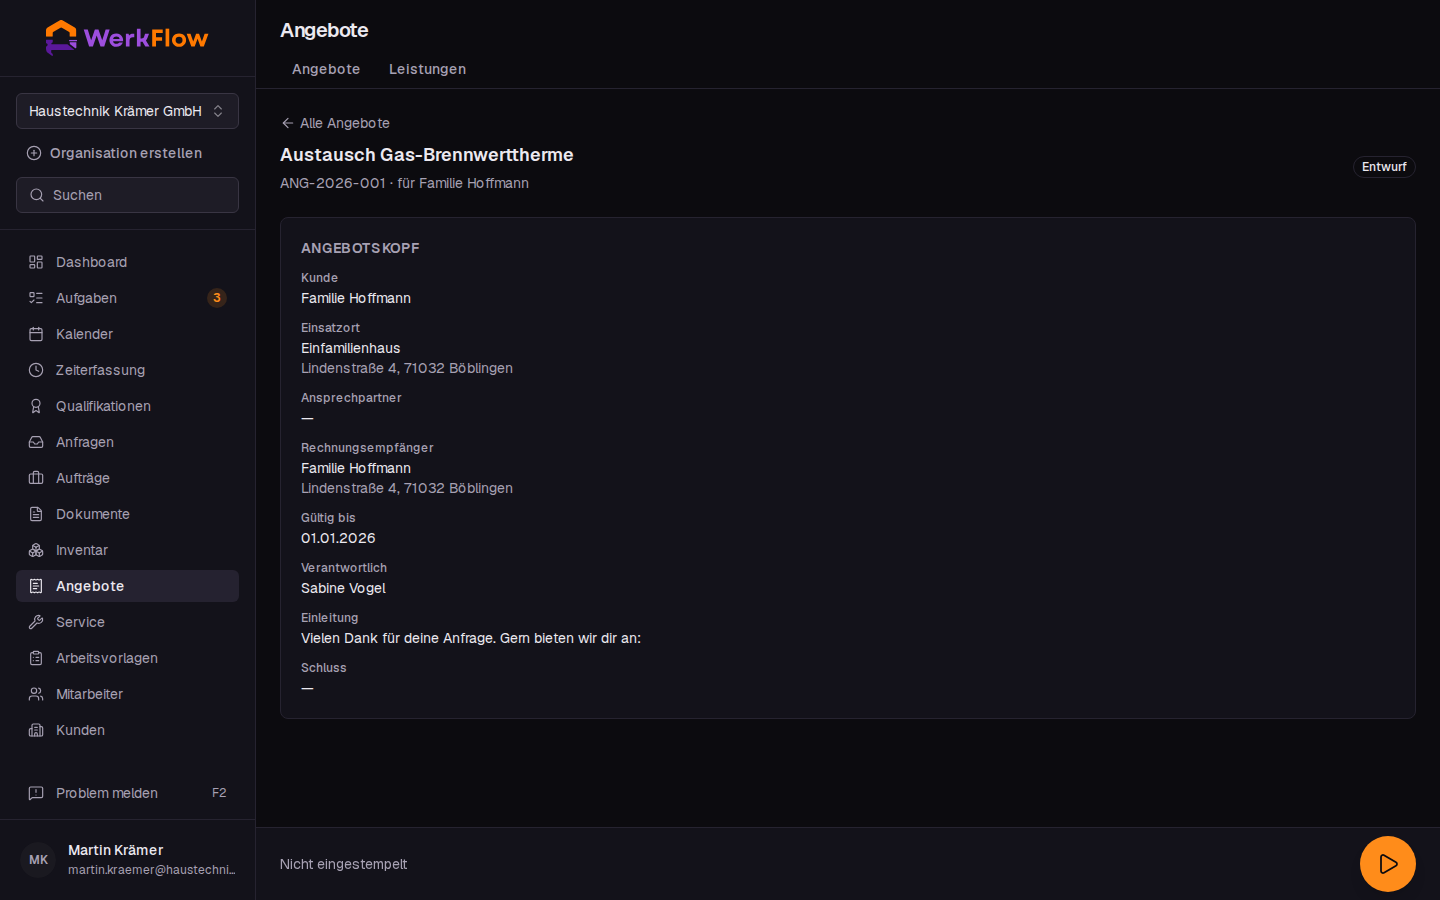 WerkFlow
Haustechnik Krämer GmbH
Organisation erstellen
Suchen
Dashboard
Aufgaben 3
Kalender
Zeiterfassung
Qualifikationen
Anfragen
Aufträge
Dokumente
Inventar
Angebote
Service
Arbeitsvorlagen
Mitarbeiter
Kunden
Problem melden F2
MK
Martin Krämer
martin.kraemer@haustechni...
Angebote
Angebote Leistungen
Alle Angebote
Austausch Gas-Brennwerttherme
ANG-2026-001 · für Familie Hoffmann
Entwurf
ANGEBOTSKOPF
Kunde
Familie Hoffmann
Einsatzort
Einfamilienhaus
Lindenstraße 4, 71032 Böblingen
Ansprechpartner
—
Rechnungsempfänger
Familie Hoffmann
Lindenstraße 4, 71032 Böblingen
Gültig bis
01.01.2026
Verantwortlich
Sabine Vogel
Einleitung
Vielen Dank für deine Anfrage. Gern bieten wir dir an:
Schluss
—
Nicht eingestempelt